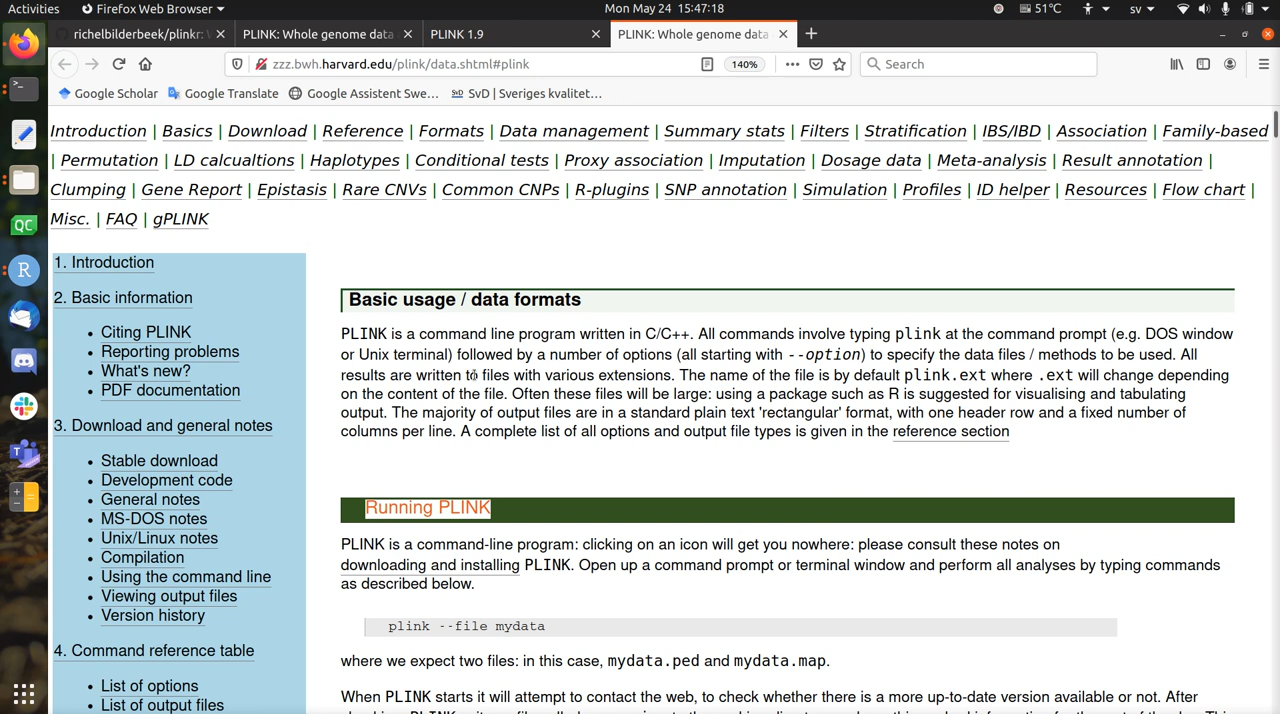 Activities Firefox Web Browser Mon May 24 15:47:18 51°C sv
richelbilderbeek/plinkr: PLINK: Whole genome data PLINK 1.9 PLINK: Whole genome data
zzz.bwh.harvard.edu/plink/data.shtml#plink 140% Search
Google Scholar Google Translate Google Assistent Swe... SvD SvD | Sveriges kvalitet...
Introduction | Basics | Download | Reference | Formats | Data management | Summary stats | Filters | Stratification | IBS/IBD | Association | Family-based
| Permutation | LD calcualtions | Haplotypes | Conditional tests | Proxy association | Imputation | Dosage data | Meta-analysis | Result annotation |
Clumping | Gene Report | Epistasis | Rare CNVs | Common CNPs | R-plugins | SNP annotation | Simulation | Profiles | ID helper | Resources | Flow chart |
Misc. | FAQ | gPLINK
1. Introduction
2. Basic information
• Citing PLINK
• Reporting problems
• What's new?
• PDF documentation
3. Download and general notes
• Stable download
• Development code
• General notes
• MS-DOS notes
• Unix/Linux notes
• Compilation
• Using the command line
• Viewing output files
• Version history
4. Command reference table
• List of options
• List of output files
Basic usage / data formats
PLINK is a command line program written in C/C++. All commands involve typing plink at the command prompt (e.g. DOS window
or Unix terminal) followed by a number of options (all starting with --option) to specify the data files / methods to be used. All
results are written to files with various extensions. The name of the file is by default plink.ext where .ext will change depending
on the content of the file. Often these files will be large: using a package such as R is suggested for visualising and tabulating
output. The majority of output files are in a standard plain text 'rectangular' format, with one header row and a fixed number of
columns per line. A complete list of all options and output file types is given in the reference section
Running PLINK
PLINK is a command-line program: clicking on an icon will get you nowhere: please consult these notes on
downloading and installing PLINK. Open up a command prompt or terminal window and perform all analyses by typing commands
as described below.
plink --file mydata
where we expect two files: in this case, mydata.ped and mydata.map.
When PLINK starts it will attempt to contact the web, to check whether there is a more up-to-date version available or not. After
QC
R